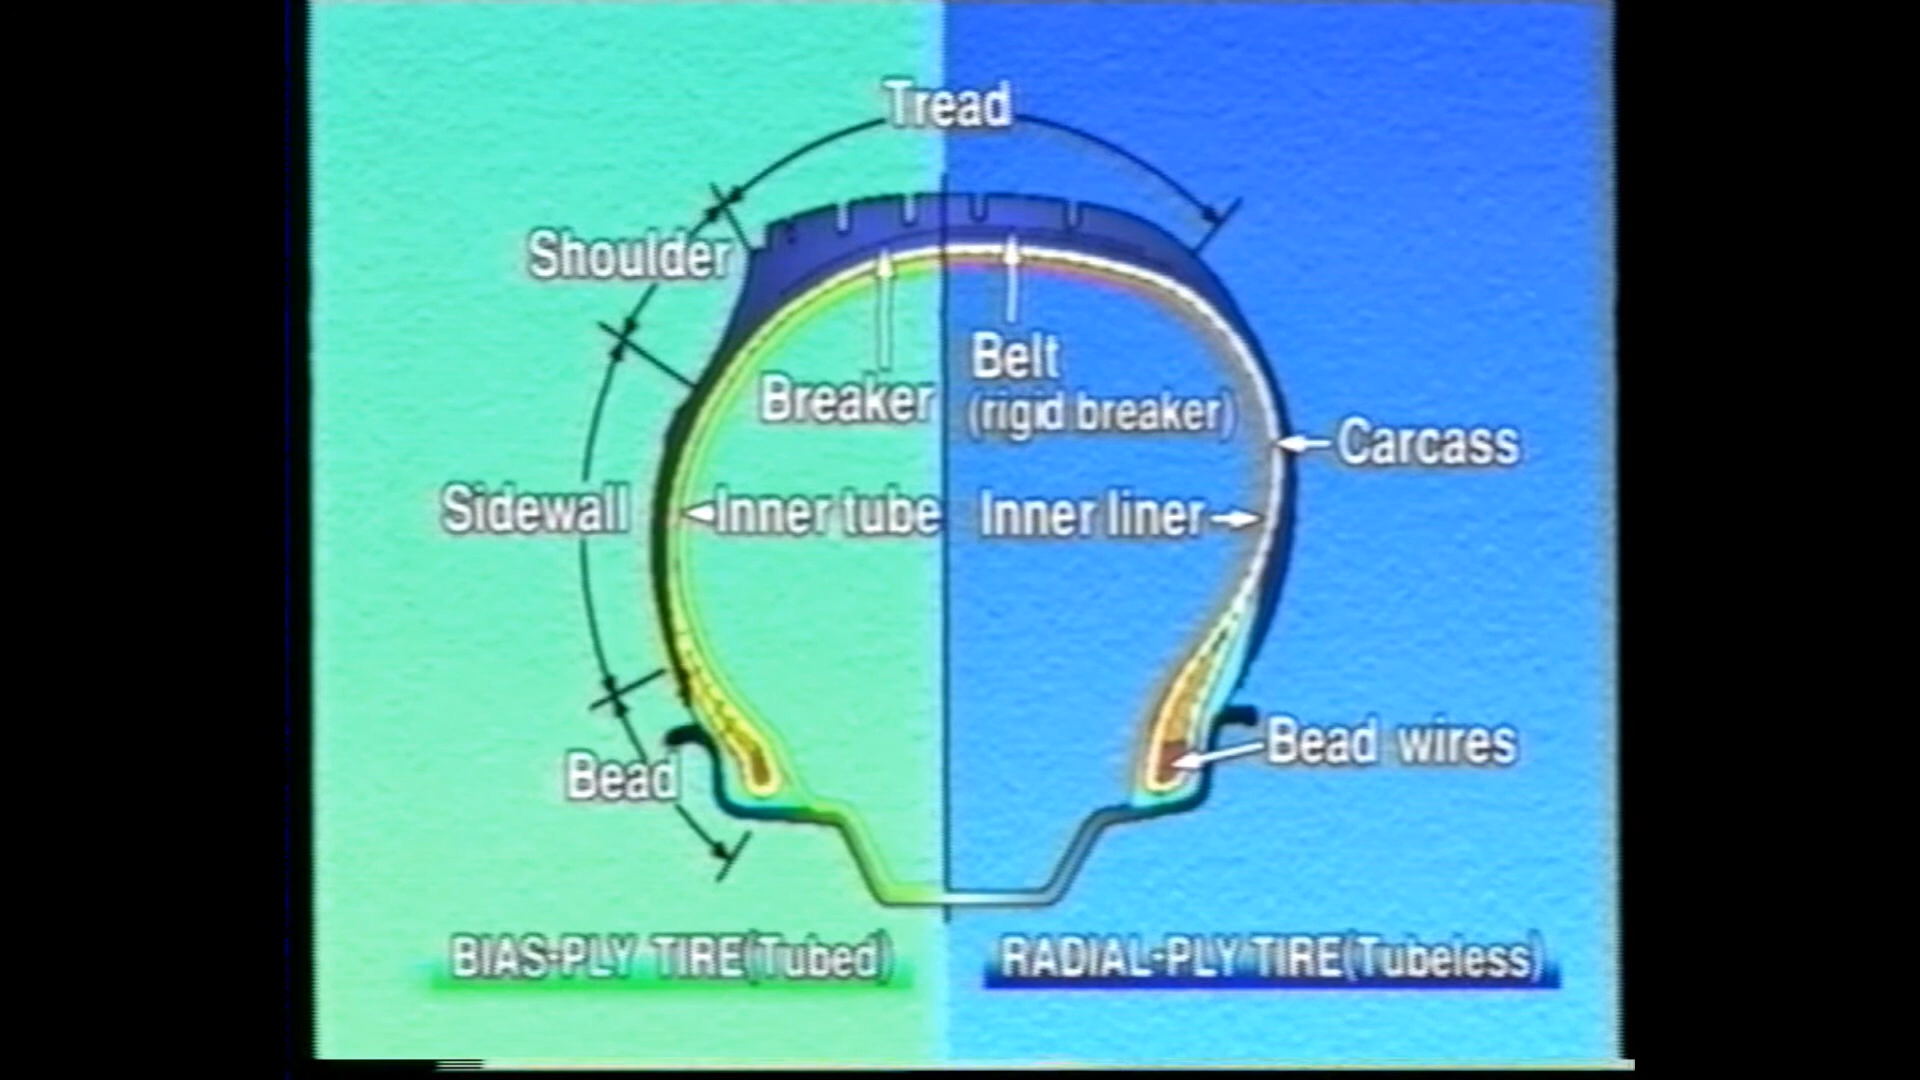 Tread
Shoulder
Belt
Breaker
(rigid breaker)
Carcass
Sidewall
Inner tube
Inner liner
Bead wires
Bead
BIAS-PLY TIRE(Tubed)
RADIAL-PLY TIRE(Tubeless)